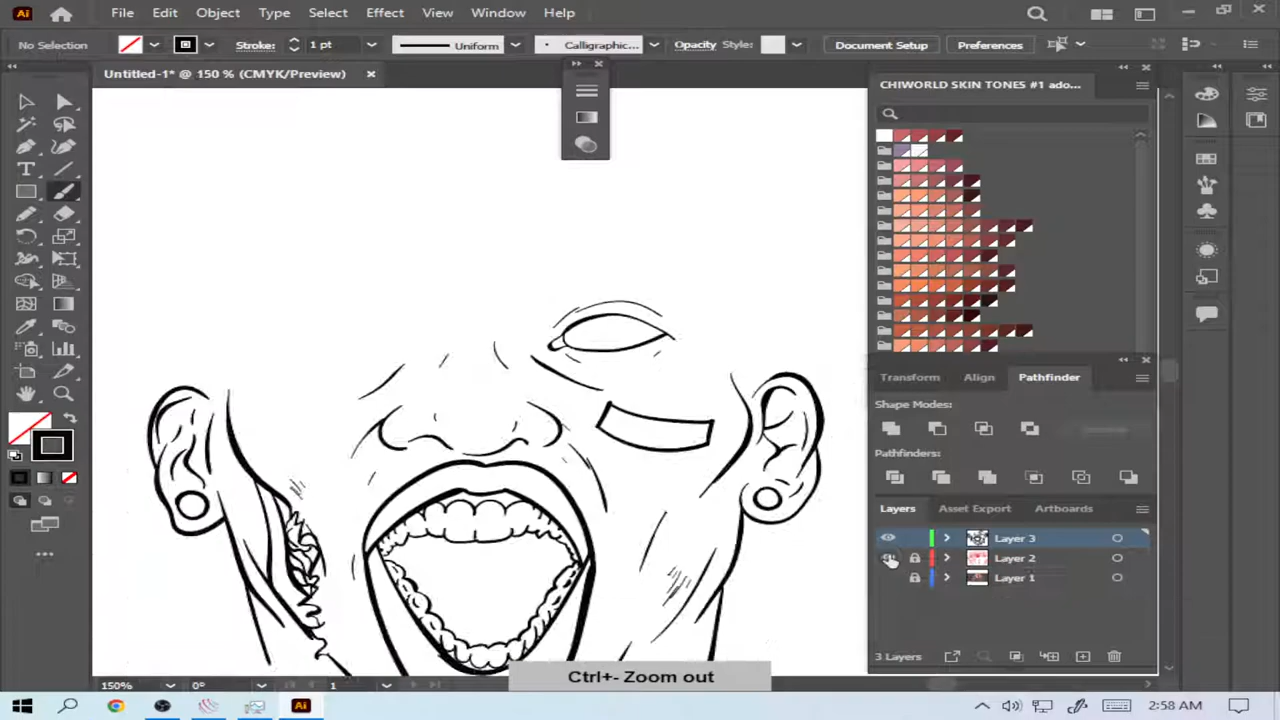 Ai File Edit Object Type Select Effect View Window Help
No Selection Stroke: 1 pt Uniform Calligraphic... Opacity Style: Document Setup Preferences
Untitled-1* @ 150 % (CMYK/Preview)
CHIWORLD SKIN TONES #1 ado...
Transform Align Pathfinder
Shape Modes:
Pathfinders:
Layers Asset Export Artboards
Layer 3
Layer 2
Layer 1
3 Layers
150% 0° 1
Ctrl+- Zoom out
Ai 2:58 AM